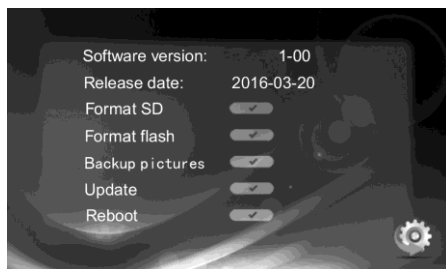 Software version: 1-00
Release date: 2016-03-20
Format SD
Format flash
Backup pictures
Update
Reboot